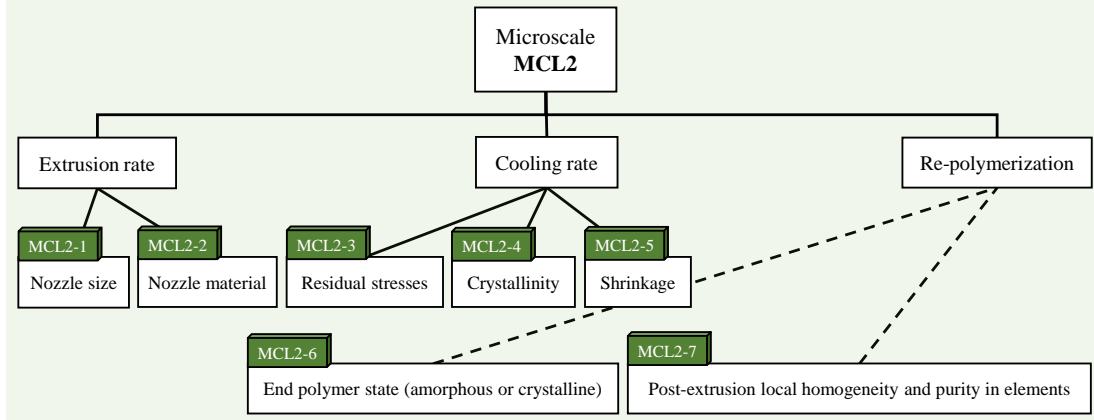 Microscale
MCL2
Extrusion rate
Cooling rate
Re-polymerization
MCL2-1
Nozzle size
MCL2-2
Nozzle material
MCL2-3
Residual stresses
MCL2-4
Crystallinity
MCL2-5
Shrinkage
MCL2-6
End polymer state (amorphous or crystalline)
MCL2-7
Post-extrusion local homogeneity and purity in elements